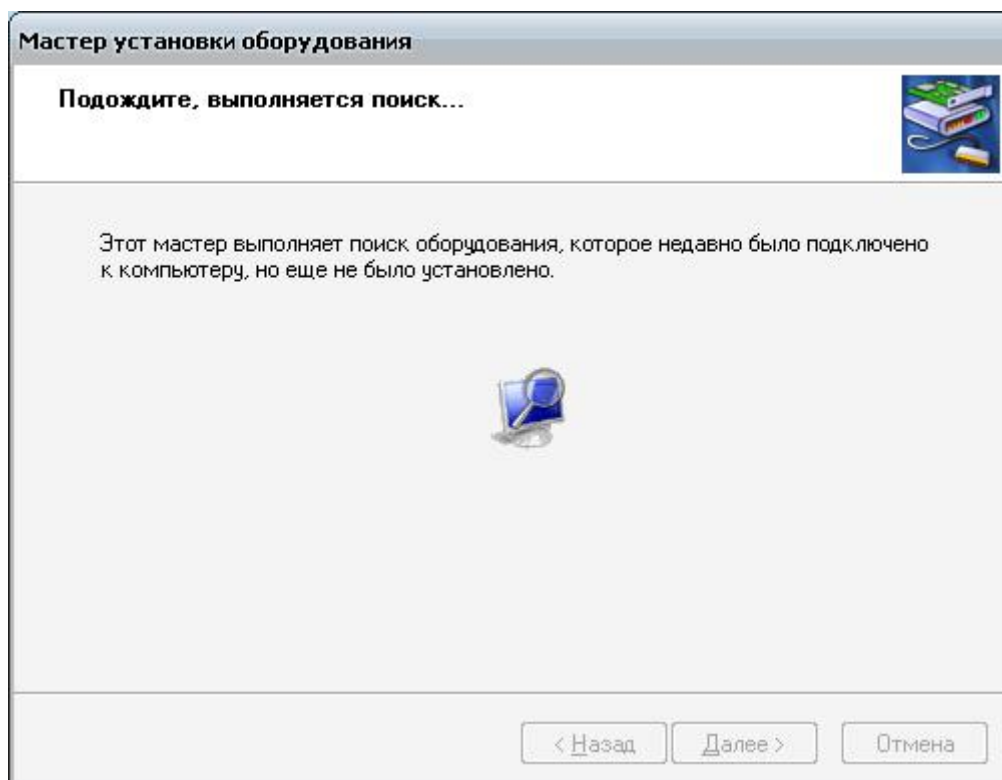 Мастер установки оборудования
Подождите, выполняется поиск...
Этот мастер выполняет поиск оборудования, которое недавно было подключено
к компьютеру, но еще не было установлено.
< Назад Далее > Отмена